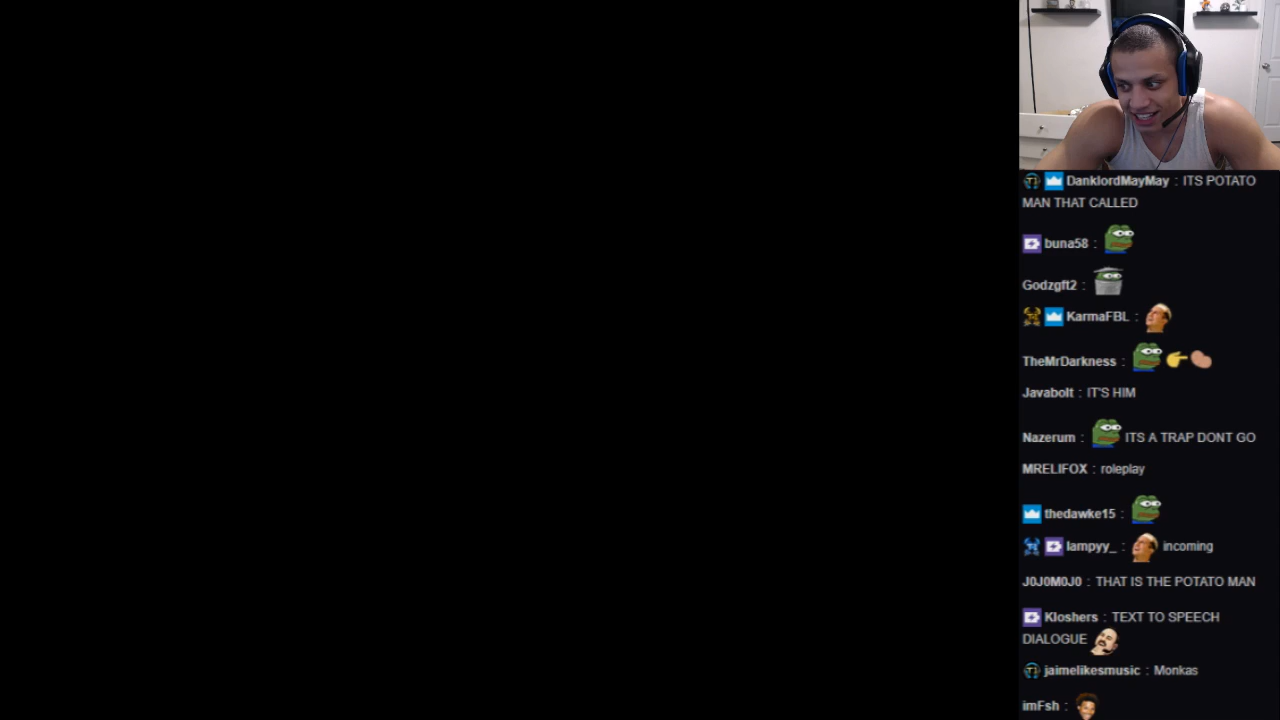 DanklordMayMay : ITS POTATO
MAN THAT CALLED
buna58 :
Godzgft2 :
KarmaFBL :
TheMrDarkness :
Javabolt : IT'S HIM
Nazerum : ITS A TRAP DONT GO
MRELIFOX : roleplay
thedawke15 :
lampyy_ : incoming
J0J0M0J0 : THAT IS THE POTATO MAN
Kloshers : TEXT TO SPEECH
DIALOGUE
jaimelikesmusic : Monkas
imFsh :